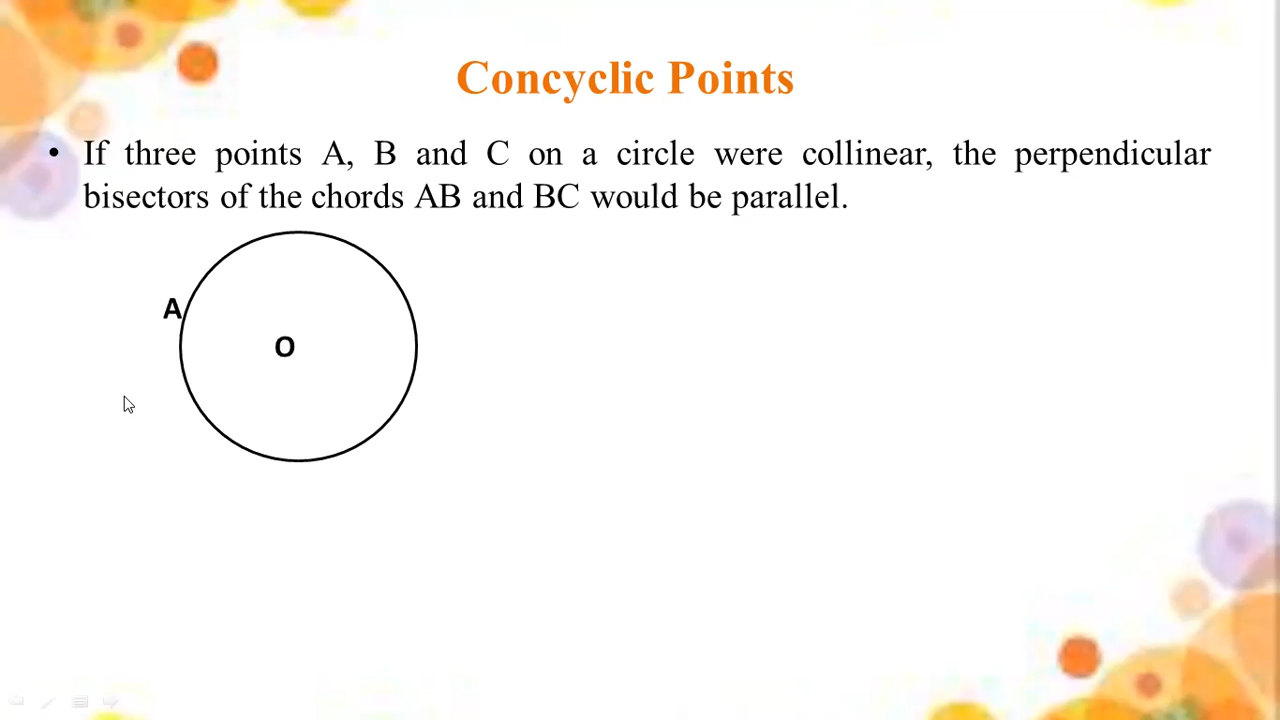 Concyclic Points
• If three points A, B and C on a circle were collinear, the perpendicular
bisectors of the chords AB and BC would be parallel.
A
O